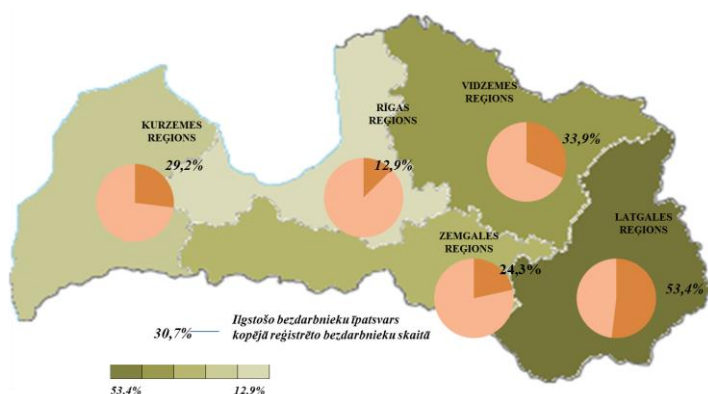 VIDZEMES
REĢIONS
33,9%
RĪGAS
REĢIONS
12,9%
KURZEMES
REĢIONS
29,2%
LATGALES
REĢIONS
53,4%
ZEMGALES
REĢIONS
24,3%
30,7%
Ilgstošo bezdarbnieku īpatsvars
kopējā reģistrēto bezdarbnieku skaitā
53,4%
12,9%